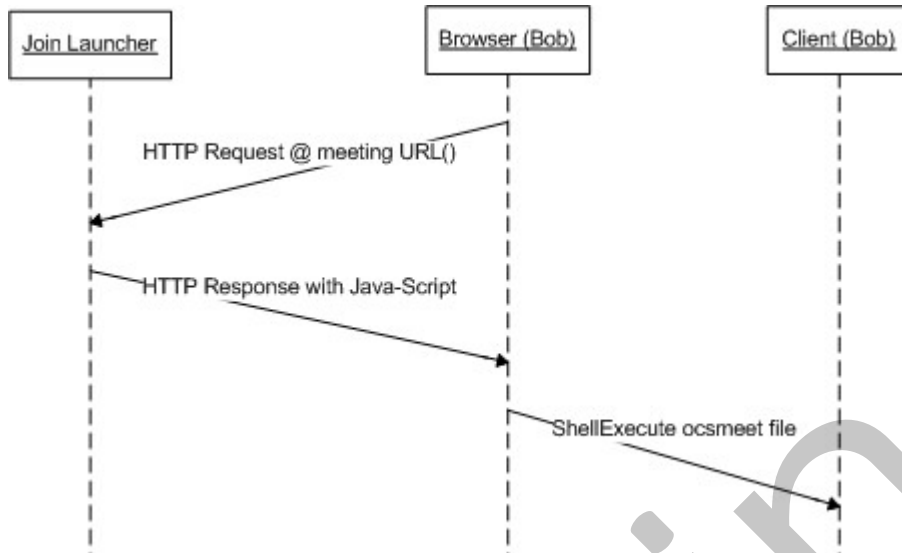 Join Launcher
Browser (Bob)
Client (Bob)
HTTP Request @ meeting URL()
HTTP Response with Java-Script
ShellExecute ocsmeet file